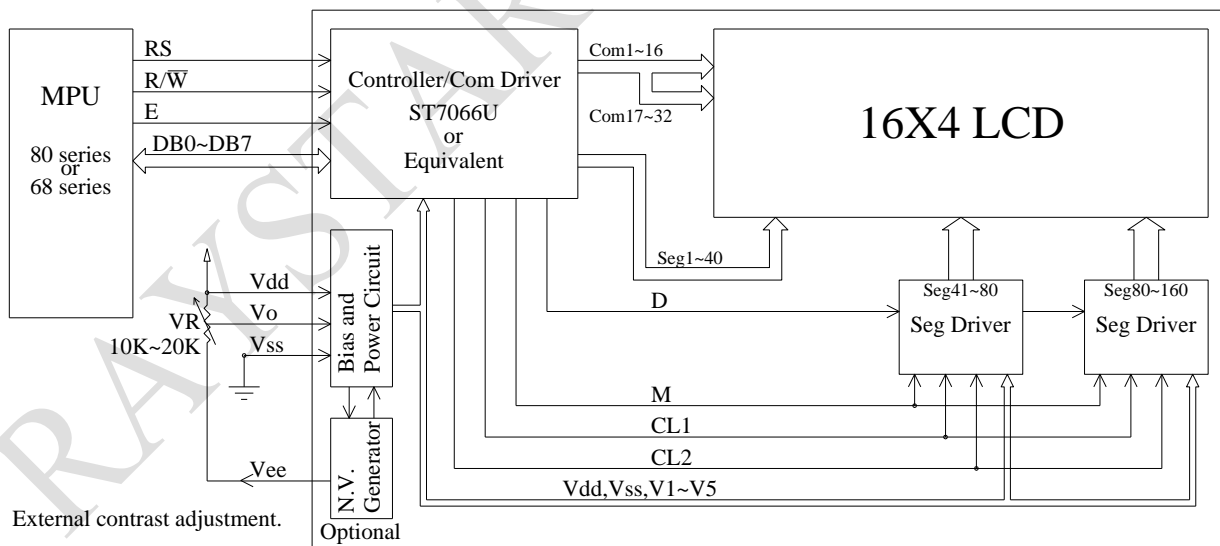 RS
R/W̅
E
DB0~DB7
MPU
80 series
or
68 series
Controller/Com Driver
ST7066U
or
Equivalent
Com1~16
Com17~32
16X4 LCD
Seg1~40
Vdd
Vo
Vss
VR
10K~20K
Bias and
Power Circuit
D
Seg41~80
Seg Driver
Seg80~160
Seg Driver
M
CL1
CL2
Vdd,Vss,V1~V5
Vee
N.V.
Generator
Optional
External contrast adjustment.
RAYSTAR